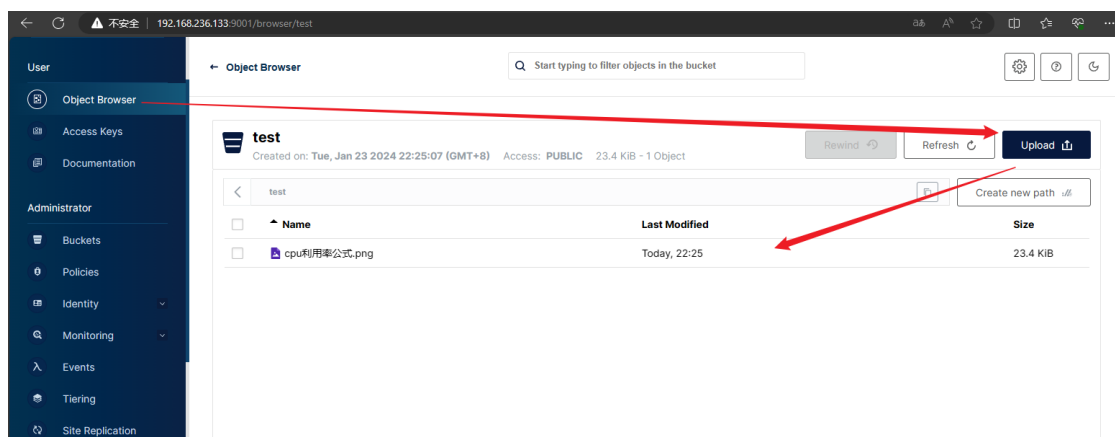 不安全 | 192.168.236.133:9001/browser/test
User
Object Browser
Access Keys
Documentation
Administrator
Buckets
Policies
Identity
Monitoring
Events
Tiering
Site Replication
← Object Browser
Start typing to filter objects in the bucket
test
Created on: Tue, Jan 23 2024 22:25:07 (GMT+8) Access: PUBLIC 23.4 KiB - 1 Object
Rewind
Refresh
Upload
test
Create new path
Name Last Modified Size
cpu利用率公式.png Today, 22:25 23.4 KiB